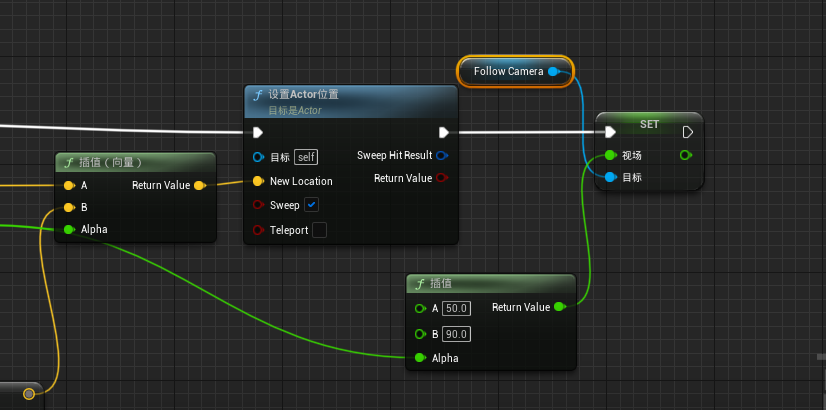 Follow Camera
设置Actor位置
目标是Actor
目标 self
Sweep Hit Result
New Location
Return Value
Sweep
Teleport
SET
视场
目标
插值（向量）
A
Return Value
B
Alpha
插值
A 50.0
Return Value
B 90.0
Alpha